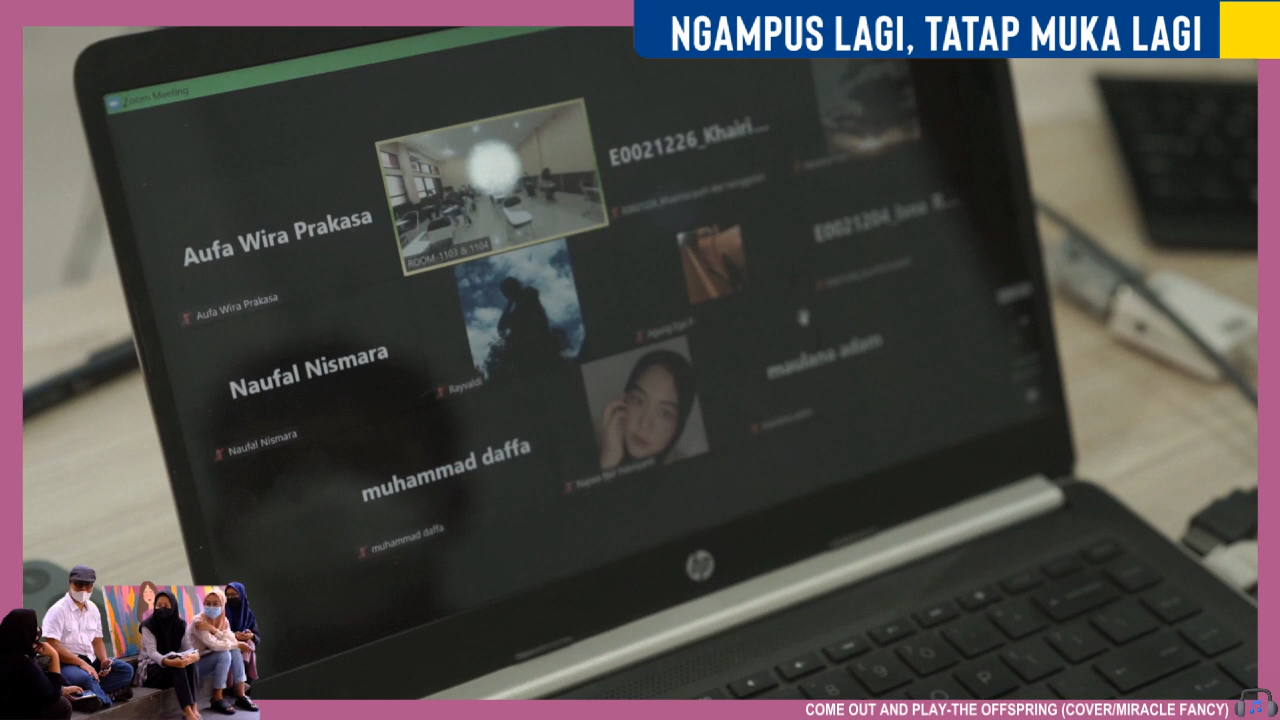 NGAMPUS LAGI, TATAP MUKA LAGI
Zoom Meeting
Aufa Wira Prakasa
Aufa Wira Prakasa
ROOM-1103 & 1104
E0021226_Khairi...
Naufal Nismara
Naufal Nismara
Rayvaldi
muhammad daffa
muhammad daffa
maulana adam
hp
COME OUT AND PLAY-THE OFFSPRING (COVER/MIRACLE FANCY)